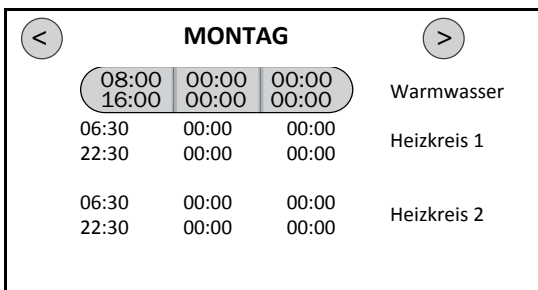 < MONTAG >
08:00 00:00 00:00
16:00 00:00 00:00
Warmwasser
06:30 00:00 00:00
22:30 00:00 00:00
Heizkreis 1
06:30 00:00 00:00
22:30 00:00 00:00
Heizkreis 2